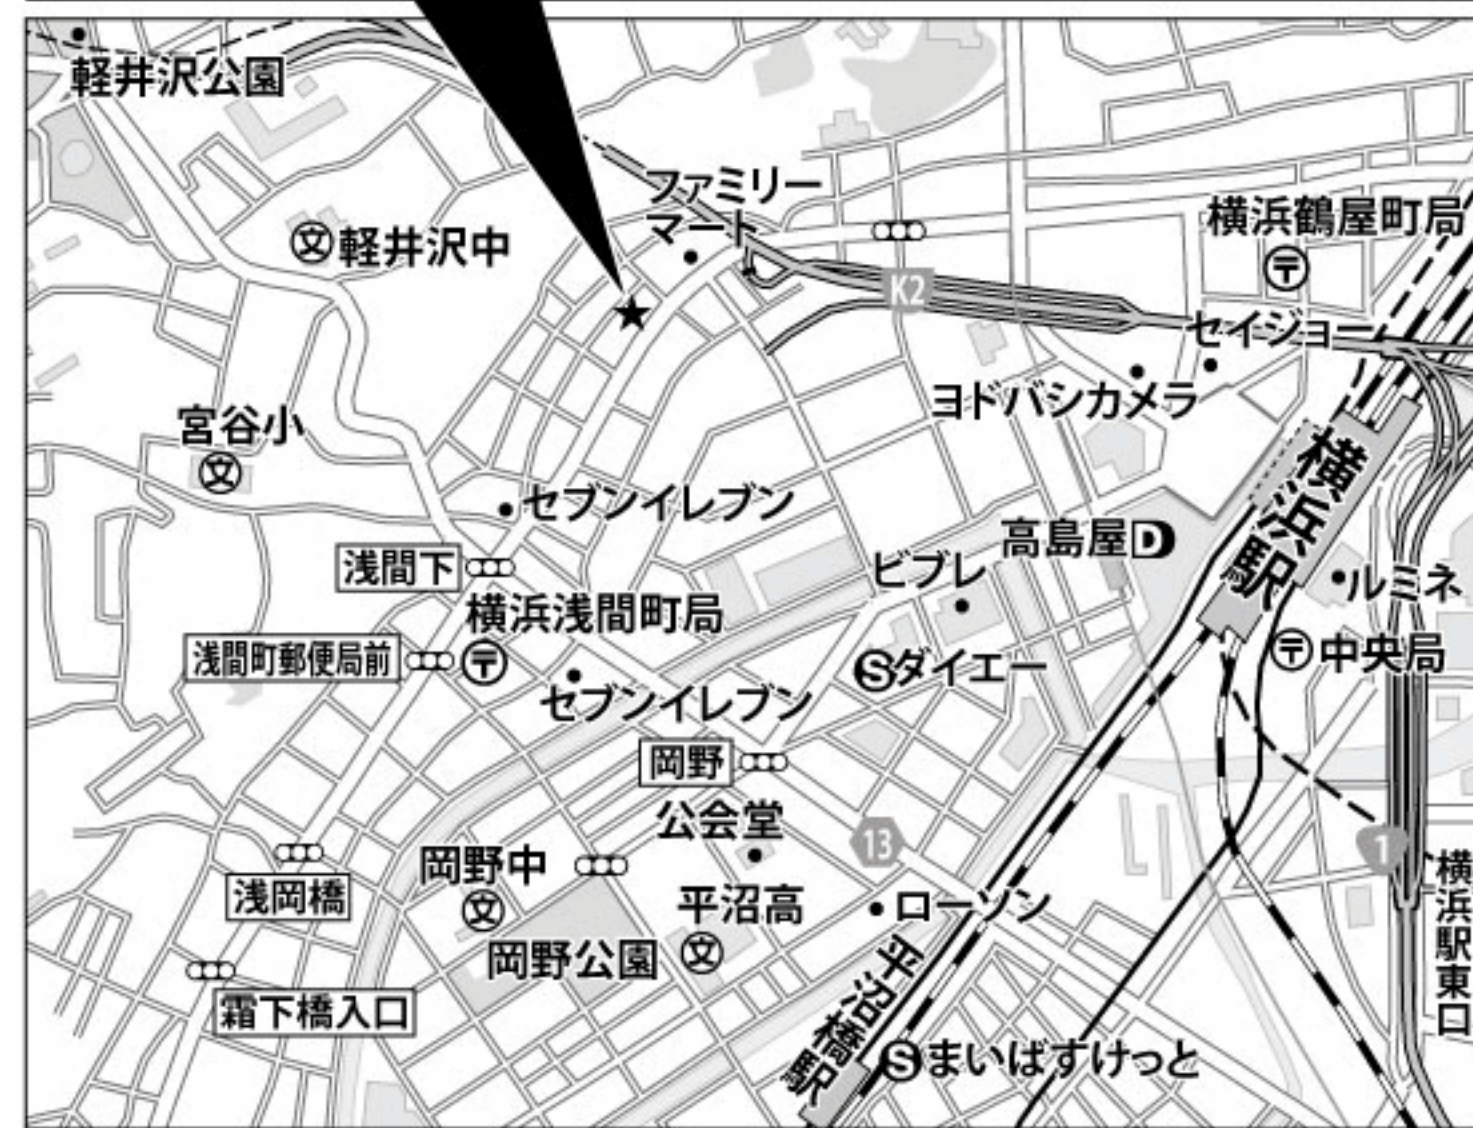 軽井沢公園
ファミリー
マート
横浜鶴屋町局
〒
文軽井沢中
K2
セイジョー
ヨドバシカメラ
宮谷小
文
横浜駅
セブンイレブン
高島屋D
浅間下
ビブレ
ルミネ
横浜浅間町局
〒
浅間町郵便局前
Sダイエー
〒中央局
セブンイレブン
岡野
公会堂
13
1
岡野中
文
浅岡橋
平沼高
文
ローソン
横浜駅東口
岡野公園
平沼橋駅
霜下橋入口
Sまいばすけっと